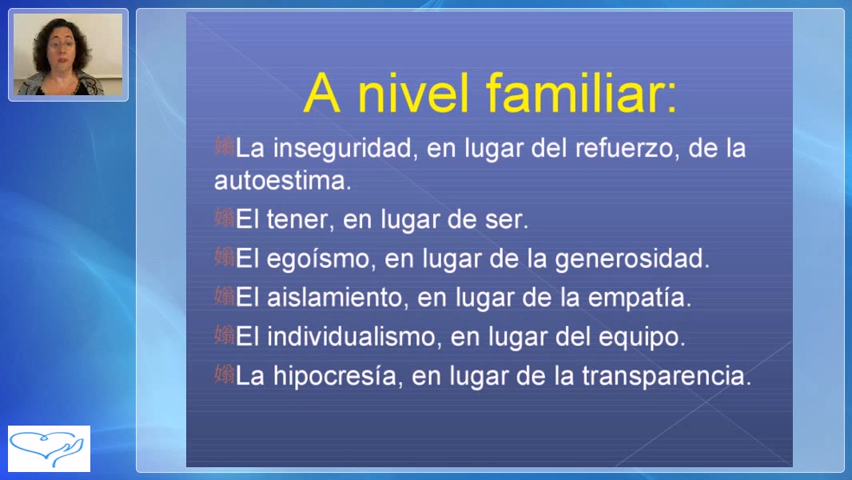 A nivel familiar:
La inseguridad, en lugar del refuerzo, de la
autoestima.
El tener, en lugar de ser.
El egoísmo, en lugar de la generosidad.
El aislamiento, en lugar de la empatía.
El individualismo, en lugar del equipo.
La hipocresía, en lugar de la transparencia.